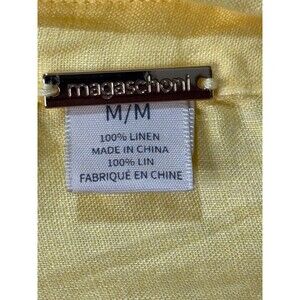 magaschoni
M/M
100% LINEN
MADE IN CHINA
100% LIN
FABRIQUÉ EN CHINE